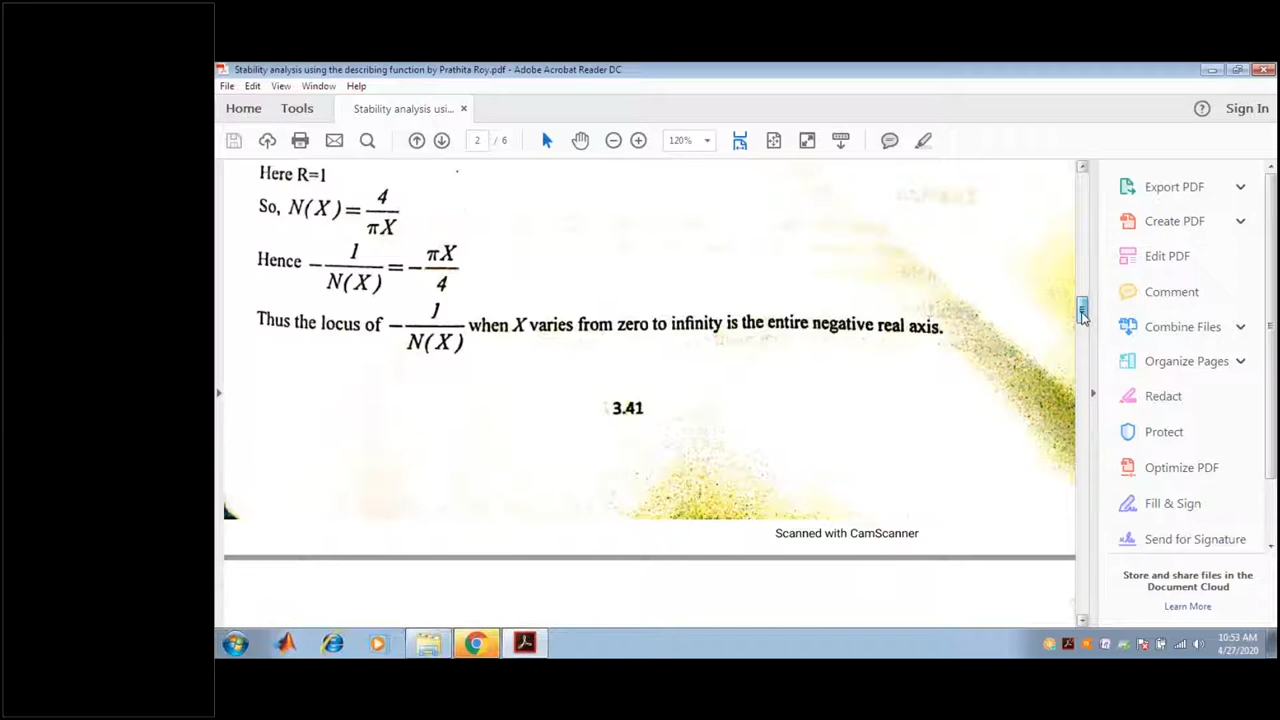 Stability analysis using the describing function by Prathita Roy.pdf - Adobe Acrobat Reader DC
File Edit View Window Help
Home Tools Stability analysis usi... × Sign In
2 / 6 120%
Here R=1
So, N(X) = 4/πX
Hence -1/N(X) = -πX/4
Thus the locus of -1/N(X) when X varies from zero to infinity is the entire negative real axis.
3.41
Scanned with CamScanner
Export PDF
Create PDF
Edit PDF
Comment
Combine Files
Organize Pages
Redact
Protect
Optimize PDF
Fill & Sign
Send for Signature
Store and share files in the
Document Cloud
Learn More
10:53 AM
4/27/2020